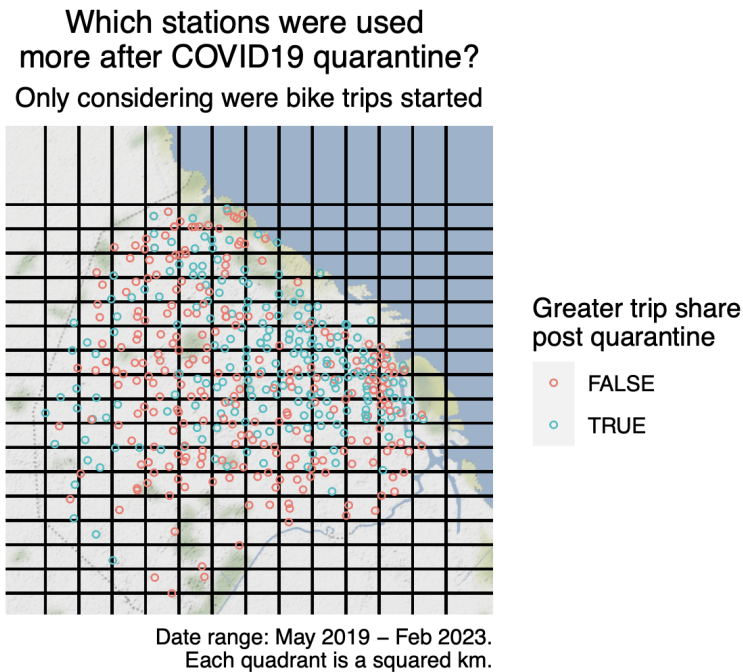 Which stations were used
more after COVID19 quarantine?
Only considering were bike trips started
Greater trip share
post quarantine
FALSE
TRUE
Date range: May 2019 − Feb 2023.
Each quadrant is a squared km.